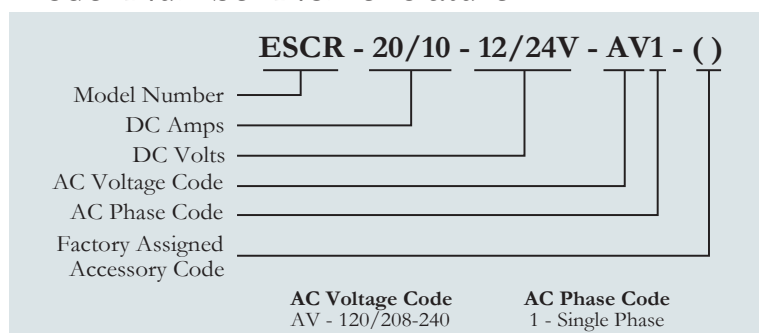 ESCR - 20/10 - 12/24V - AV1 - ( )
Model Number
DC Amps
DC Volts
AC Voltage Code
AC Phase Code
Factory Assigned
Accessory Code
AC Voltage Code AC Phase Code
AV - 120/208-240 1 - Single Phase